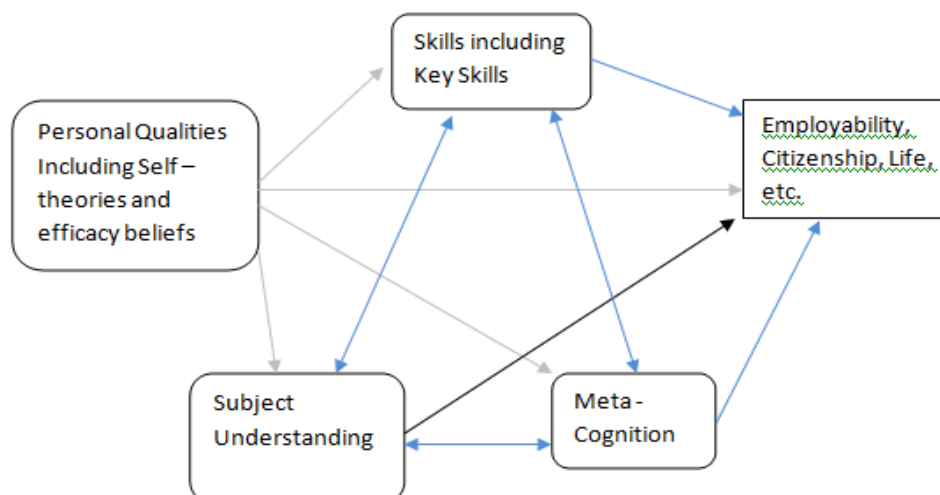 Skills including
Key Skills
Personal Qualities
Including Self –
theories and
efficacy beliefs
Employability,
Citizenship, Life,
etc.
Subject
Understanding
Meta -
Cognition